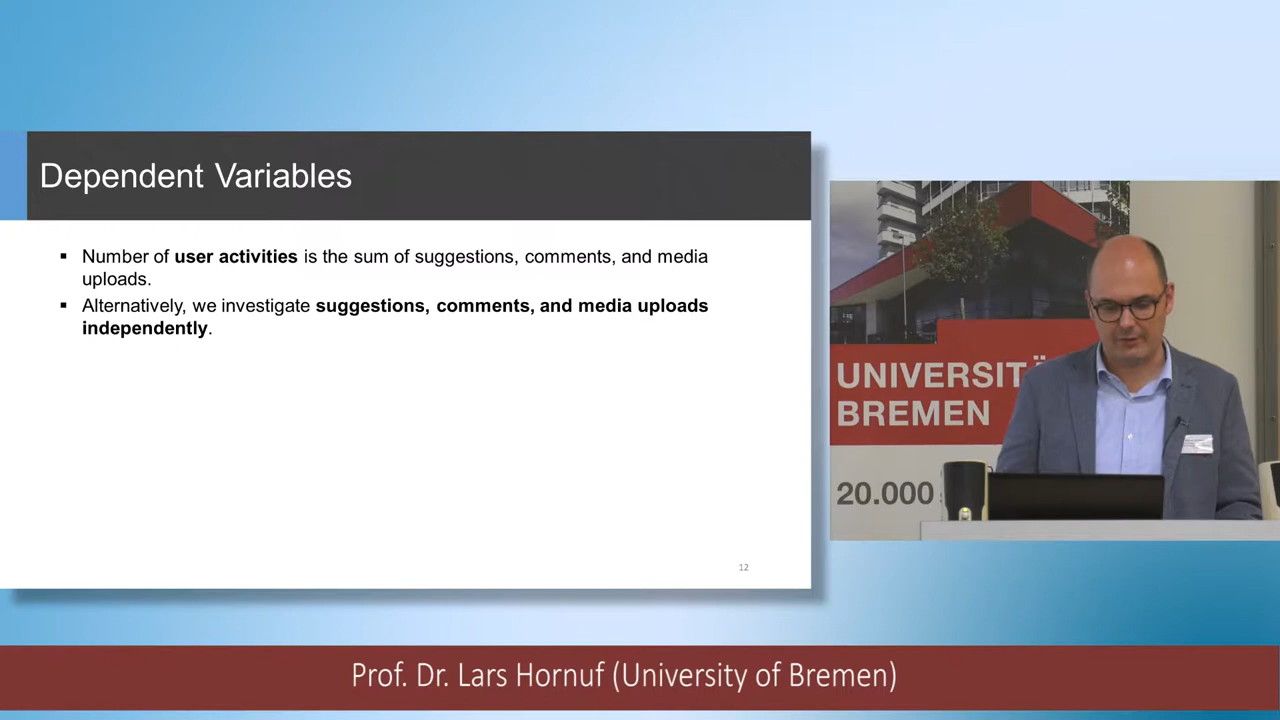 Dependent Variables
▪ Number of user activities is the sum of suggestions, comments, and media
uploads.
▪ Alternatively, we investigate suggestions, comments, and media uploads
independently.
12
UNIVERSITÄ
BREMEN
20.000
Prof. Dr. Lars Hornuf (University of Bremen)